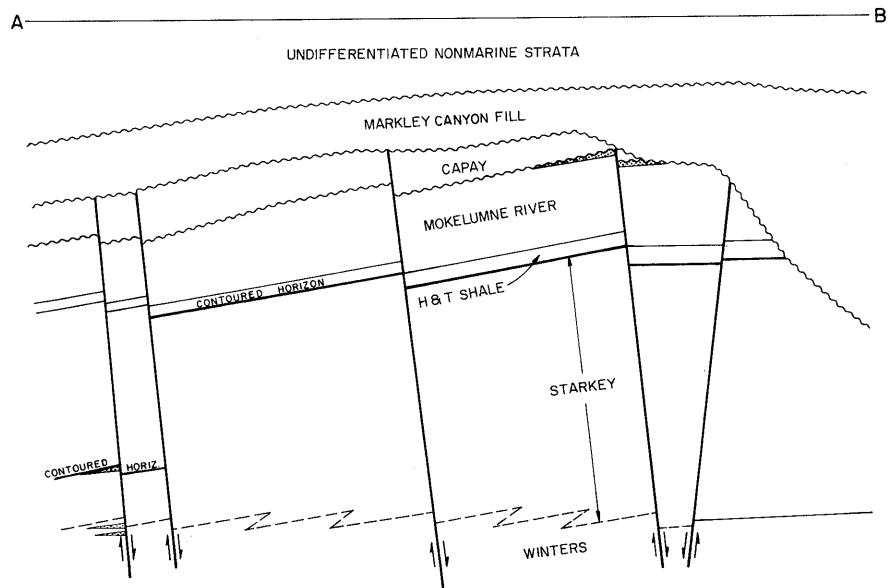 A
B
UNDIFFERENTIATED NONMARINE STRATA
MARKLEY CANYON FILL
CAPAY
MOKELUMNE RIVER
CONTOURED HORIZON
H&T SHALE
STARKEY
CONTOURED HORIZ
WINTERS